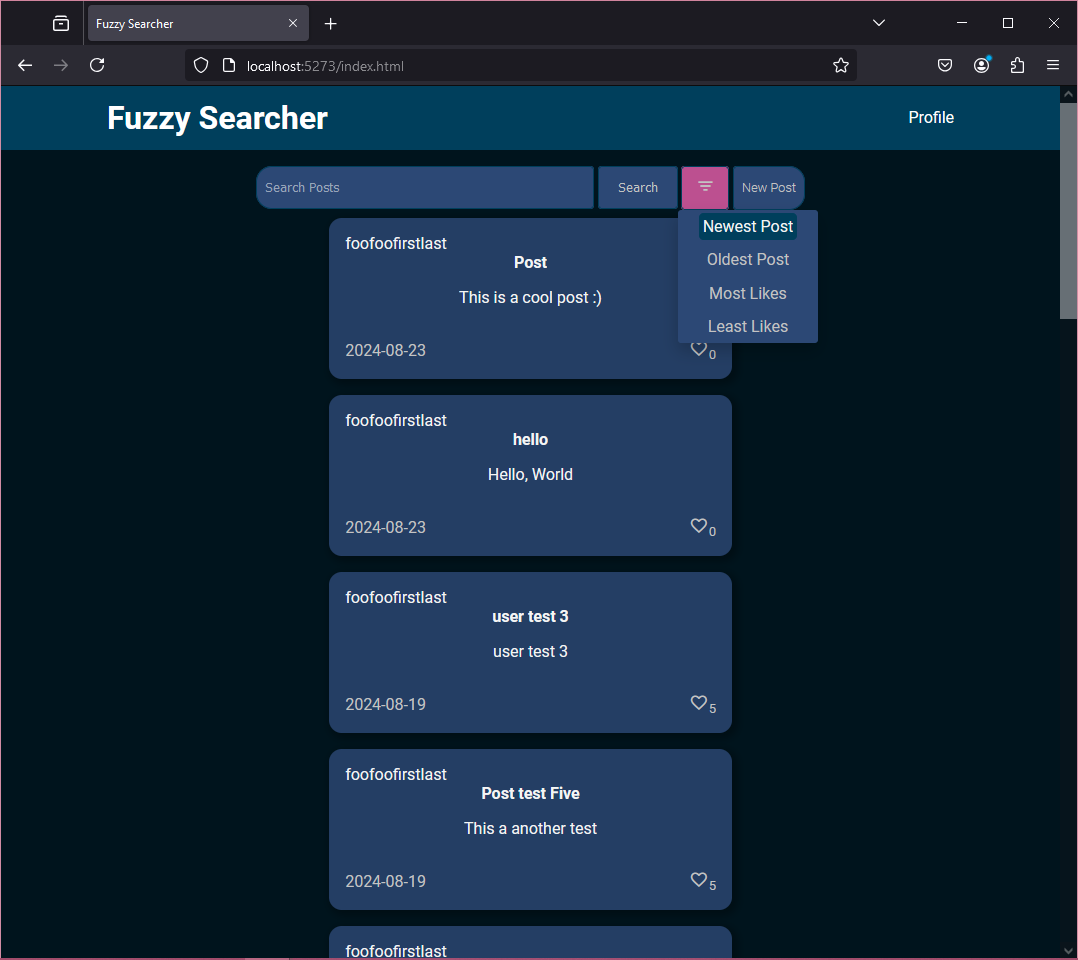 Fuzzy Searcher
localhost:5273/index.html
Fuzzy Searcher
Profile
Search Posts
Search
New Post
Newest Post
Oldest Post
Most Likes
Least Likes
foofoofirstlast
Post
This is a cool post :)
2024-08-23
0
foofoofirstlast
hello
Hello, World
2024-08-23
0
foofoofirstlast
user test 3
user test 3
2024-08-19
5
foofoofirstlast
Post test Five
This a another test
2024-08-19
5
foofoofirstlast